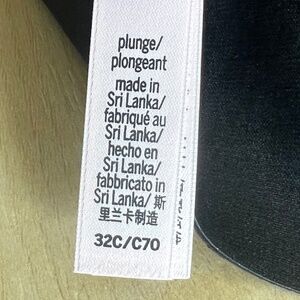 plunge/
plongeant
made in
Sri Lanka/
fabriqué au
Sri Lanka/
hecho en
Sri Lanka/
fabbricato in
Sri Lanka/ 斯
里兰卡制造
32C/C70